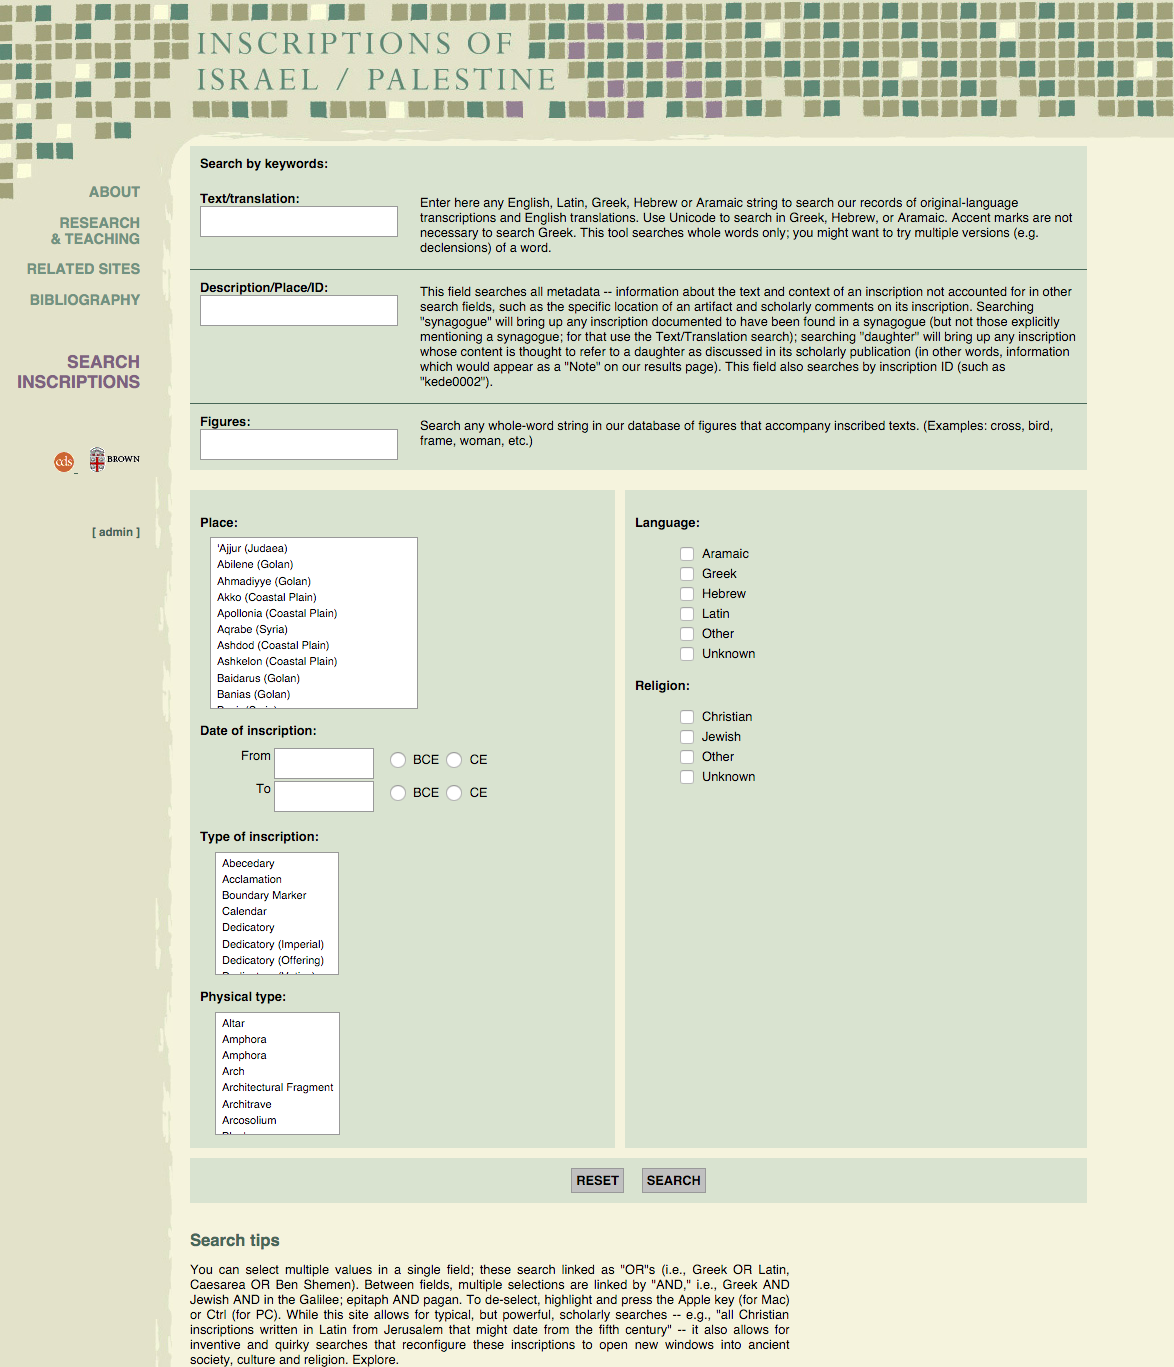 INSCRIPTIONS OF
ISRAEL / PALESTINE
ABOUT
RESEARCH
& TEACHING
RELATED SITES
BIBLIOGRAPHY
SEARCH
INSCRIPTIONS
cds
BROWN
[ admin ]
Search by keywords:
Text/translation:
Enter here any English, Latin, Greek, Hebrew or Aramaic string to search our records of original-language
transcriptions and English translations. Use Unicode to search in Greek, Hebrew, or Aramaic. Accent marks are not
necessary to search Greek. This tool searches whole words only; you might want to try multiple versions (e.g.
declensions) of a word.
Description/Place/ID:
This field searches all metadata -- information about the text and context of an inscription not accounted for in other
search fields, such as the specific location of an artifact and scholarly comments on its inscription. Searching
"synagogue" will bring up any inscription documented to have been found in a synagogue (but not those explicitly
mentioning a synagogue; for that use the Text/Translation search); searching "daughter" will bring up any inscription
whose content is thought to refer to a daughter as discussed in its scholarly publication (in other words, information
which would appear as a "Note" on our results page). This field also searches by inscription ID (such as
"kede0002").
Figures:
Search any whole-word string in our database of figures that accompany inscribed texts. (Examples: cross, bird,
frame, woman, etc.)
Place:
'Ajjur (Judaea)
Abilene (Golan)
Ahmadiyye (Golan)
Akko (Coastal Plain)
Apollonia (Coastal Plain)
Aqrabe (Syria)
Ashdod (Coastal Plain)
Ashkelon (Coastal Plain)
Baidarus (Golan)
Banias (Golan)
Date of inscription:
From
BCE
CE
To
BCE
CE
Type of inscription:
Abecedary
Acclamation
Boundary Marker
Calendar
Dedicatory
Dedicatory (Imperial)
Dedicatory (Offering)
Physical type:
Altar
Amphora
Amphora
Arch
Architectural Fragment
Architrave
Arcosolium
Language:
Aramaic
Greek
Hebrew
Latin
Other
Unknown
Religion:
Christian
Jewish
Other
Unknown
RESET
SEARCH
Search tips
You can select multiple values in a single field; these search linked as "OR"s (i.e., Greek OR Latin,
Caesarea OR Ben Shemen). Between fields, multiple selections are linked by "AND," i.e., Greek AND
Jewish AND in the Galilee; epitaph AND pagan. To de-select, highlight and press the Apple key (for Mac)
or Ctrl (for PC). While this site allows for typical, but powerful, scholarly searches -- e.g., "all Christian
inscriptions written in Latin from Jerusalem that might date from the fifth century" -- it also allows for
inventive and quirky searches that reconfigure these inscriptions to open new windows into ancient
society, culture and religion. Explore.